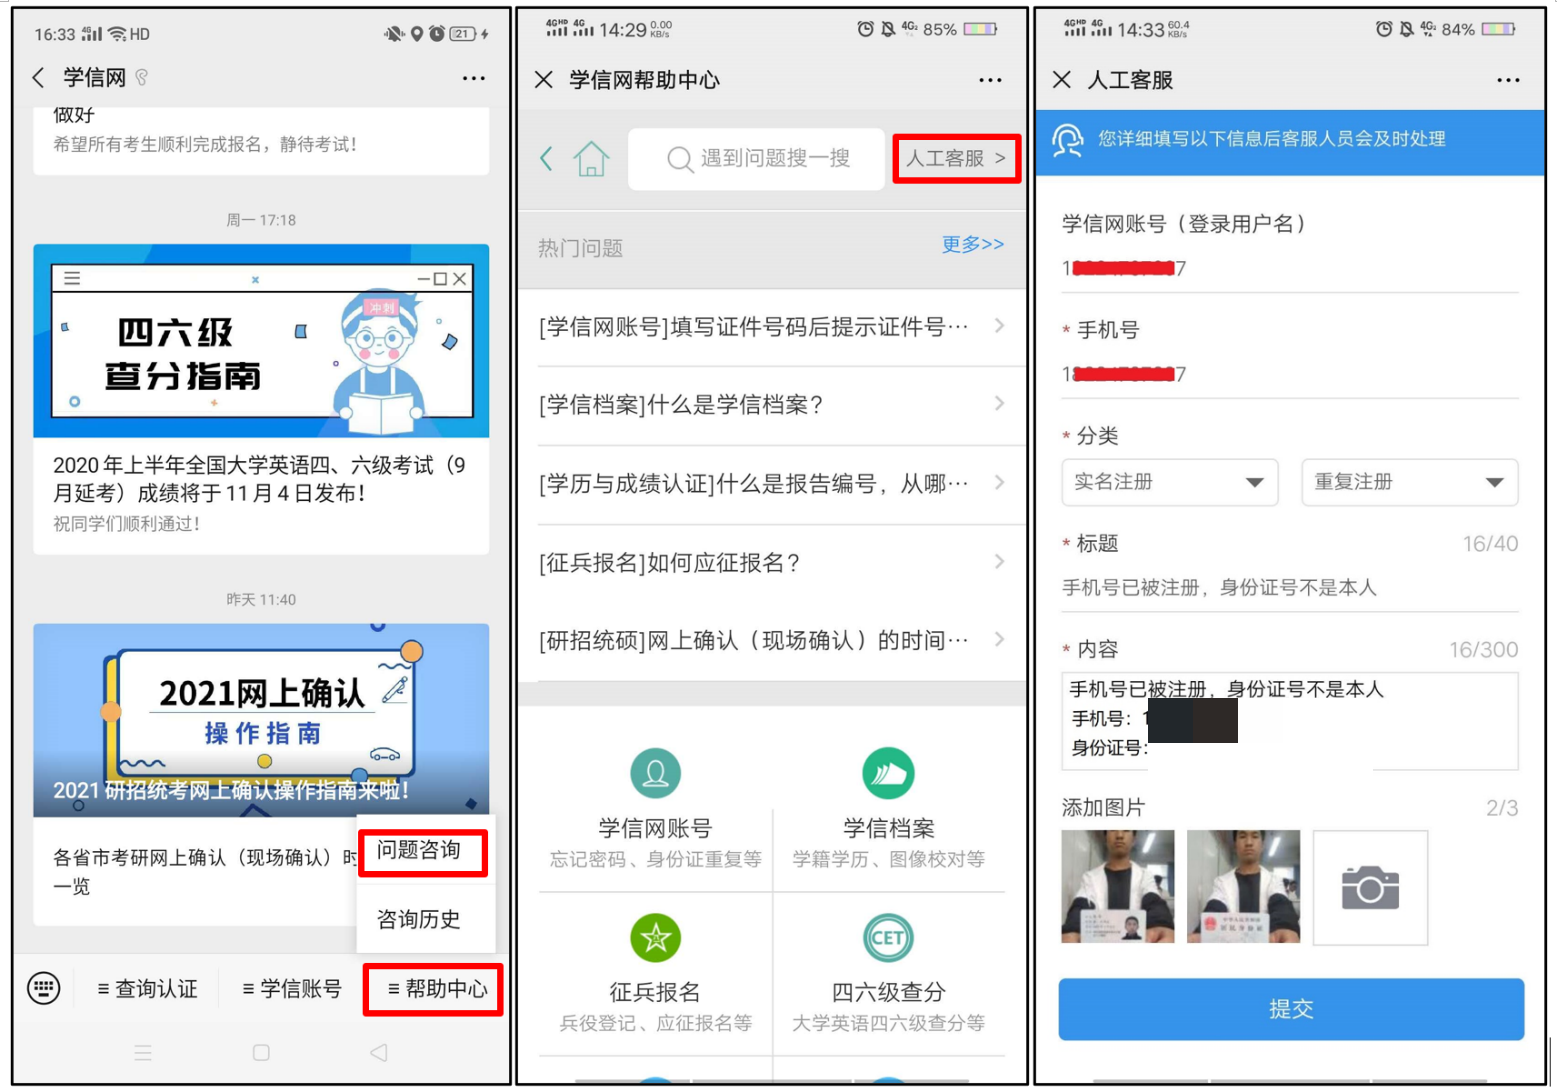 16:33 4G HD 21
学信网
做好
希望所有考生顺利完成报名，静待考试！
周一 17:18
冲刺
四六级
查分指南
2020年上半年全国大学英语四、六级考试（9
月延考）成绩将于11月4日发布！
祝同学们顺利通过！
昨天 11:40
2021网上确认
操作指南
2021研招统考网上确认操作指南来啦！
各省市考研网上确认（现场确认）时
一览
问题咨询
咨询历史
≡ 查询认证
≡ 学信账号
≡ 帮助中心
4GHD 4G 14:29 0.00 KB/s 4G2 85%
学信网帮助中心
遇到问题搜一搜
人工客服 >
热门问题
更多>>
[学信网账号]填写证件号码后提示证件号…
[学信档案]什么是学信档案？
[学历与成绩认证]什么是报告编号，从哪…
[征兵报名]如何应征报名？
[研招统硕]网上确认（现场确认）的时间…
学信网账号
忘记密码、身份证重复等
学信档案
学籍学历、图像校对等
征兵报名
兵役登记、应征报名等
CET
四六级查分
大学英语四六级查分等
4GHD 4G 14:33 60.4 KB/s 4G2 84%
人工客服
您详细填写以下信息后客服人员会及时处理
学信网账号（登录用户名）
1 7
* 手机号
1 7
* 分类
实名注册
重复注册
* 标题
16/40
手机号已被注册，身份证号不是本人
* 内容
16/300
手机号已被注册，身份证号不是本人
手机号：1
身份证号：
添加图片
2/3
提交